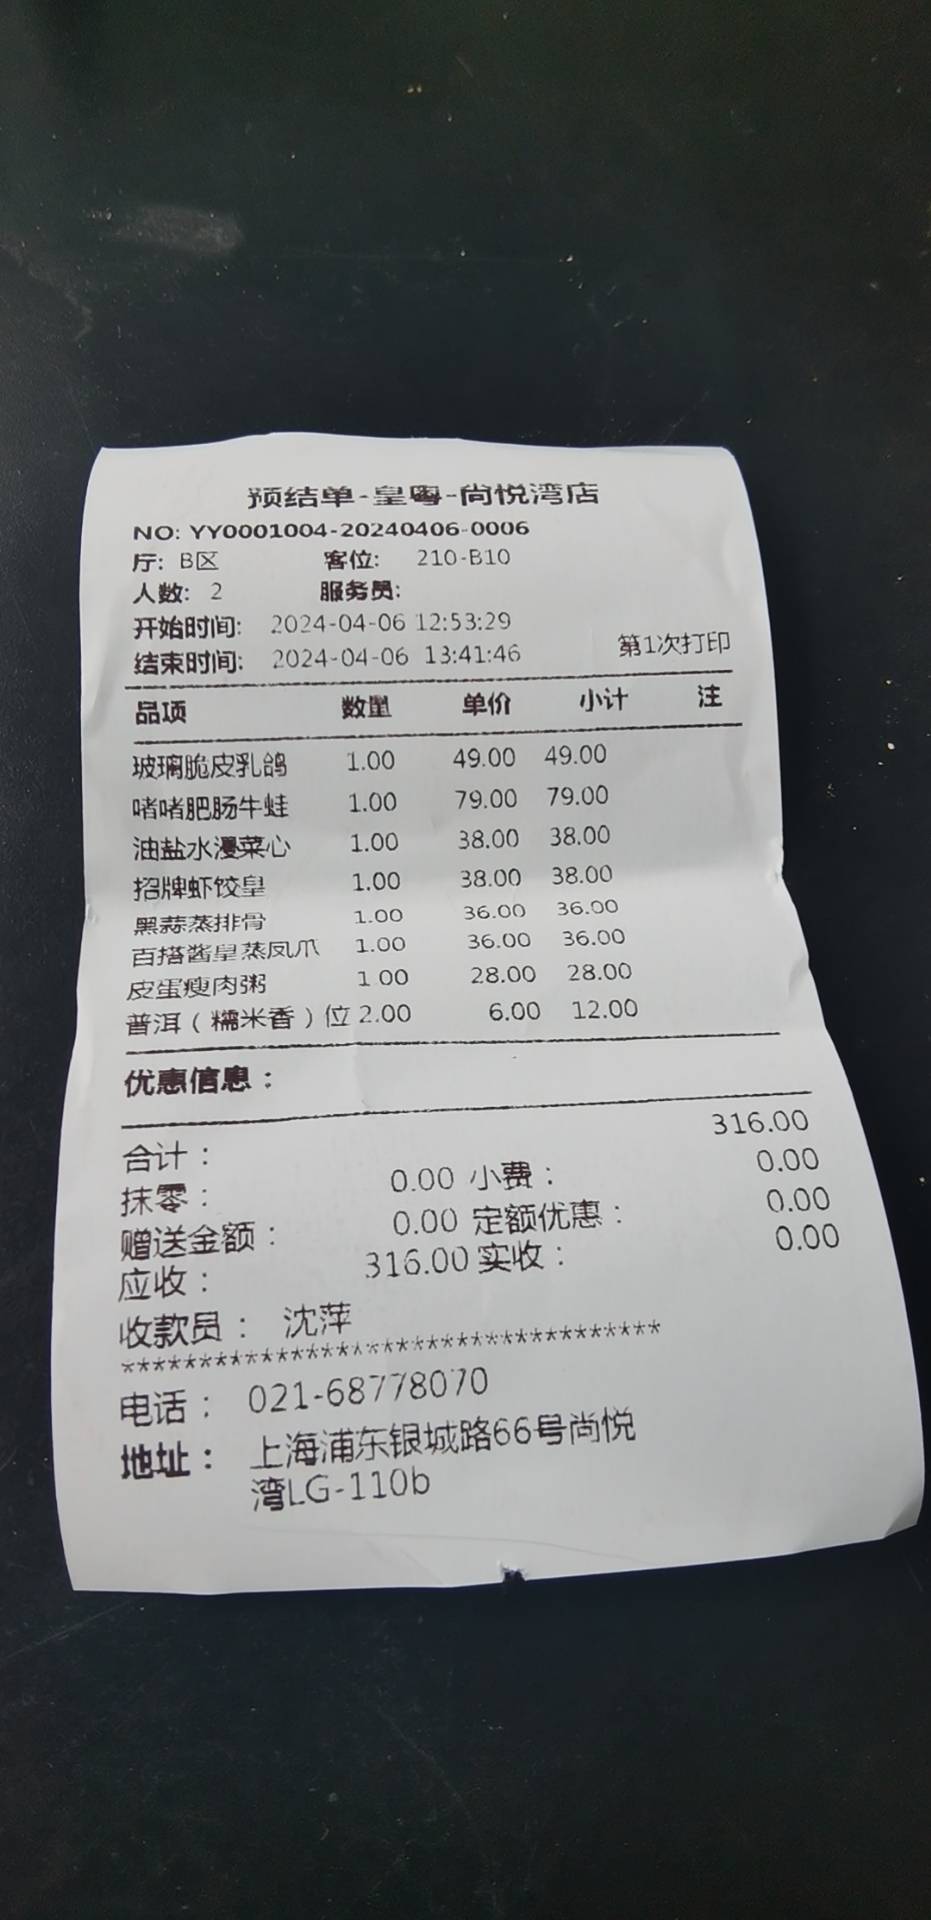 预结单-皇粤-尚悦湾店
NO: YY0001004-20240406-0006
厅: B区 客位: 210-B10
人数: 2 服务员:
开始时间: 2024-04-06 12:53:29
结束时间: 2024-04-06 13:41:46 第1次打印
品项 数量 单价 小计 注
玻璃脆皮乳鸽 1.00 49.00 49.00
啫啫肥肠牛蛙 1.00 79.00 79.00
油盐水漫菜心 1.00 38.00 38.00
招牌虾饺皇 1.00 38.00 38.00
黑蒜蒸排骨 1.00 36.00 36.00
百搭酱皇蒸凤爪 1.00 36.00 36.00
皮蛋瘦肉粥 1.00 28.00 28.00
普洱（糯米香）位 2.00 6.00 12.00
优惠信息：
合计： 316.00
抹零： 0.00 小费： 0.00
赠送金额： 0.00 定额优惠： 0.00
应收： 316.00 实收： 0.00
收款员： 沈萍
***********************************
电话： 021-68778070
地址： 上海浦东银城路66号尚悦
湾LG-110b